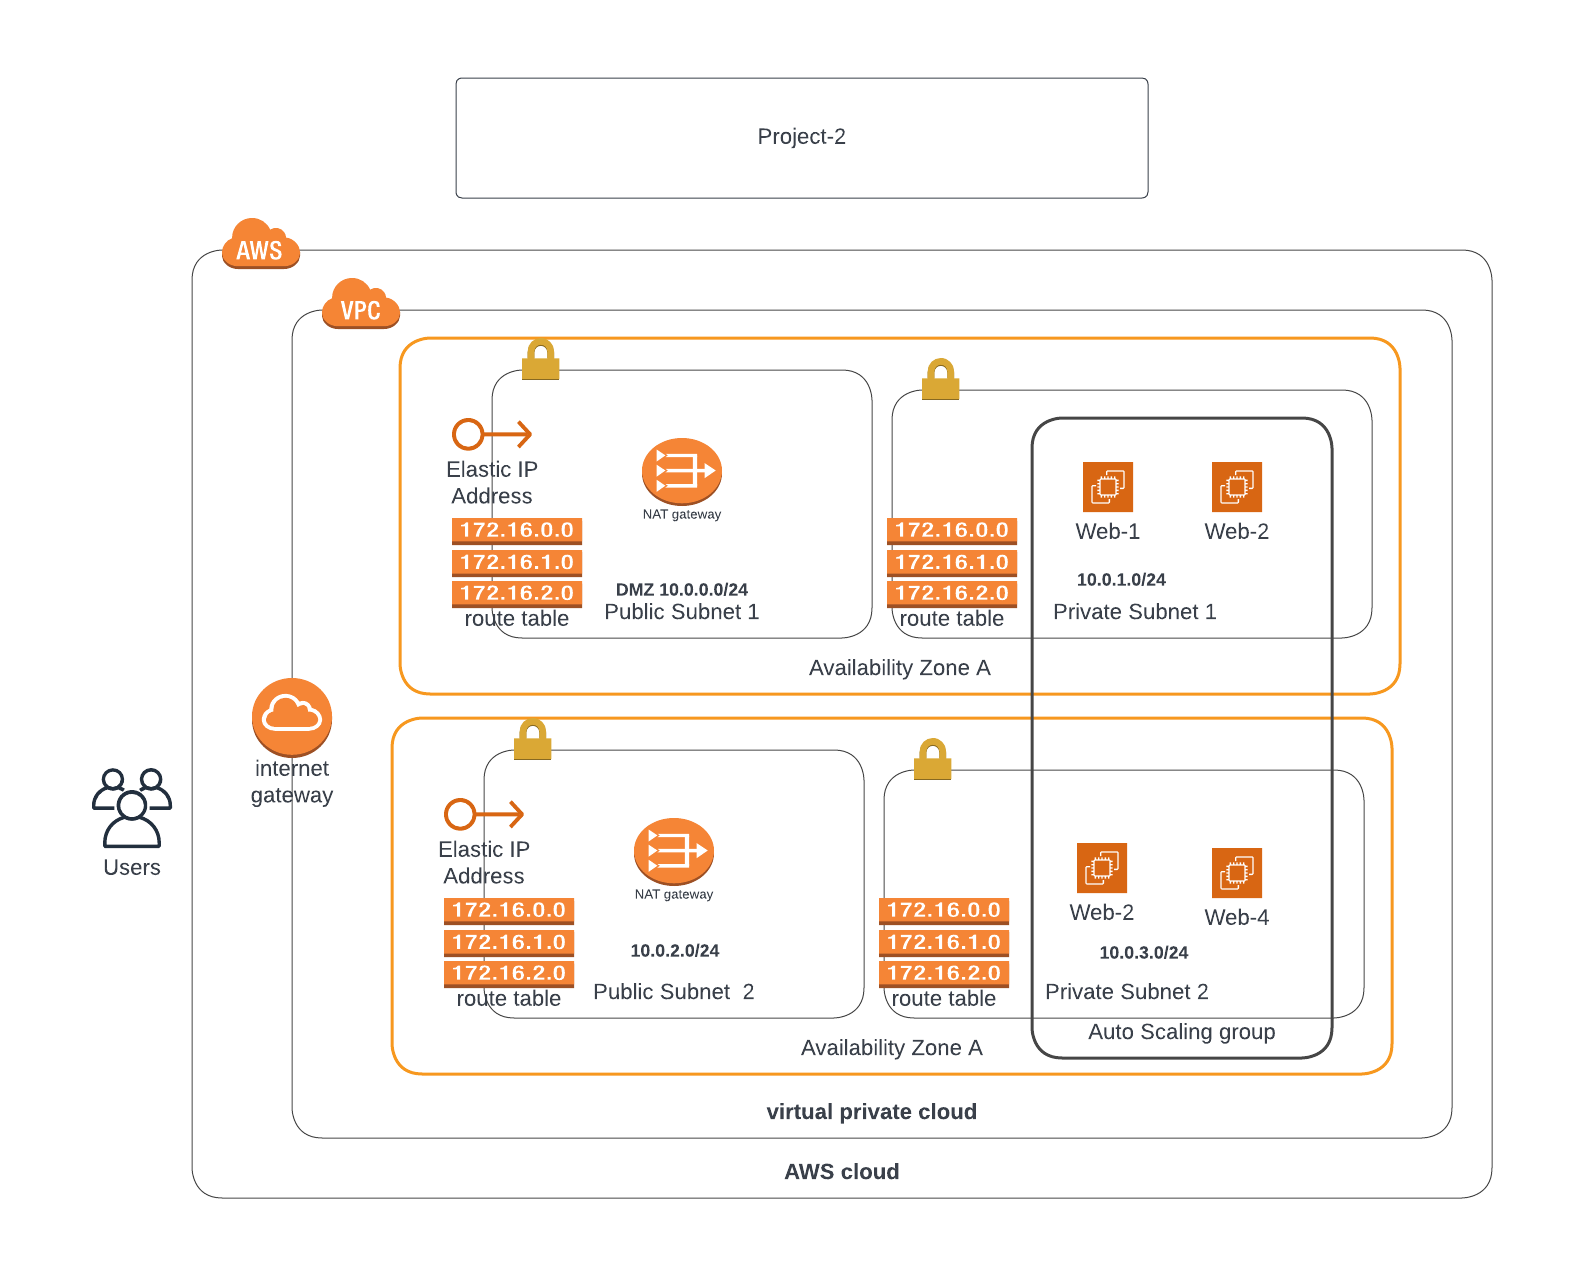 Project-2
AWS
VPC
Elastic IP
Address
NAT gateway
172.16.0.0
172.16.1.0
172.16.2.0
route table
DMZ 10.0.0.0/24
Public Subnet 1
172.16.0.0
172.16.1.0
172.16.2.0
route table
Web-1
Web-2
10.0.1.0/24
Private Subnet 1
Availability Zone A
internet
gateway
Users
Elastic IP
Address
NAT gateway
172.16.0.0
172.16.1.0
172.16.2.0
route table
10.0.2.0/24
Public Subnet  2
172.16.0.0
172.16.1.0
172.16.2.0
route table
Web-2
Web-4
10.0.3.0/24
Private Subnet 2
Auto Scaling group
Availability Zone A
virtual private cloud
AWS cloud